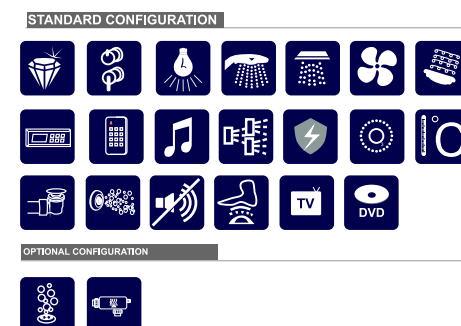 STANDARD CONFIGURATION
°C
TV
DVD
OPTIONAL CONFIGURATION